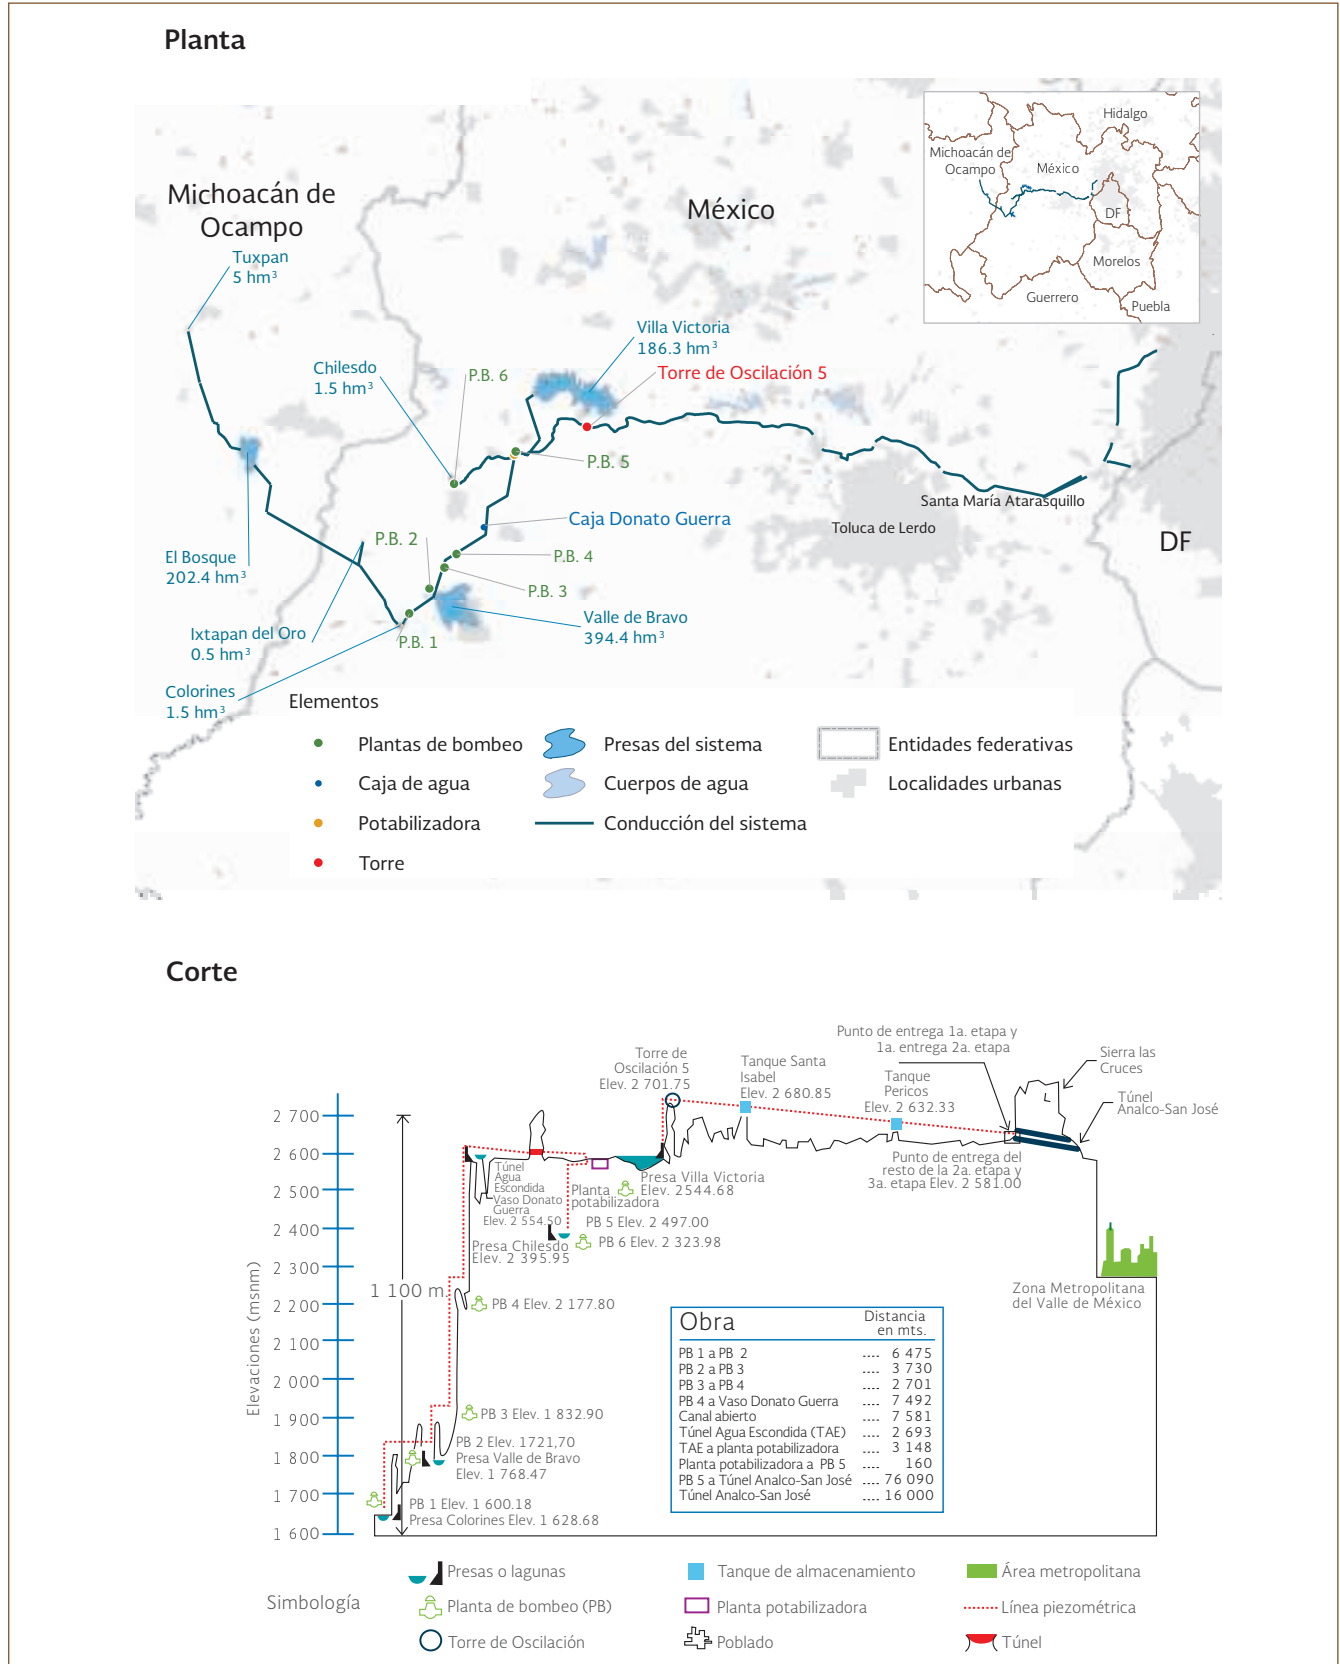 Planta
Hidalgo
Michoacán de
Ocampo
México
DF
Morelos
Guerrero
Puebla
Michoacán de
Ocampo
México
Tuxpan
5 hm³
Villa Victoria
186.3 hm³
Chilesdo
1.5 hm³
P.B. 6
Torre de Oscilación 5
P.B. 5
Santa María Atarasquillo
Caja Donato Guerra
Toluca de Lerdo
DF
P.B. 2
P.B. 4
El Bosque
202.4 hm³
P.B. 3
Valle de Bravo
394.4 hm³
Ixtapan del Oro
0.5 hm³
P.B. 1
Colorines
1.5 hm³
Elementos
Plantas de bombeo
Presas del sistema
Entidades federativas
Caja de agua
Cuerpos de agua
Localidades urbanas
Potabilizadora
Conducción del sistema
Torre
Corte
Punto de entrega 1a. etapa y
1a. entrega 2a. etapa
Torre de
Oscilación 5
Elev. 2 701.75
Tanque Santa
Isabel
Elev. 2 680.85
Tanque
Pericos
Elev. 2 632.33
Sierra las
Cruces
Túnel
Analco-San José
Elevaciones (msnm)
2 700
2 600
2 500
2 400
2 300
2 200
2 100
2 000
1 900
1 800
1 700
1 600
1 100 m.
Túnel
Agua
Escondida
Vaso Donato
Guerra
Elev. 2 554.50
Planta
potabilizadora
Presa Villa Victoria
Elev. 2544.68
Punto de entrega del
resto de la 2a. etapa y
3a. etapa Elev. 2 581.00
PB 5 Elev. 2 497.00
PB 6 Elev. 2 323.98
Presa Chilesdo
Elev. 2 395.95
Zona Metropolitana
del Valle de México
PB 4 Elev. 2 177.80
PB 3 Elev. 1 832.90
PB 2 Elev. 1721,70
Presa Valle de Bravo
Elev. 1 768.47
PB 1 Elev. 1 600.18
Presa Colorines Elev. 1 628.68
Obra Distancia
en mts.
PB 1 a PB 2 .... 6 475
PB 2 a PB 3 .... 3 730
PB 3 a PB 4 .... 2 701
PB 4 a Vaso Donato Guerra .... 7 492
Canal abierto .... 7 581
Túnel Agua Escondida (TAE) .... 2 693
TAE a planta potabilizadora .... 3 148
Planta potabilizadora a PB 5 .... 160
PB 5 a Túnel Analco-San José .... 76 090
Túnel Analco-San José .... 16 000
Simbología
Presas o lagunas
Tanque de almacenamiento
Área metropolitana
Planta de bombeo (PB)
Planta potabilizadora
Línea piezométrica
Torre de Oscilación
Poblado
Túnel